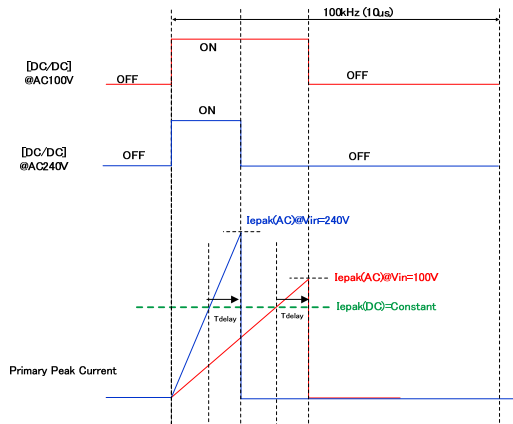 100kHz (10us)
[DC/DC]
@AC100V
OFF
ON
OFF
[DC/DC]
@AC240V
OFF
ON
OFF
Iepak(AC)@Vin=240V
Iepak(AC)@Vin=100V
Iepak(DC)=Constant
Tdelay
Tdelay
Primary Peak Current